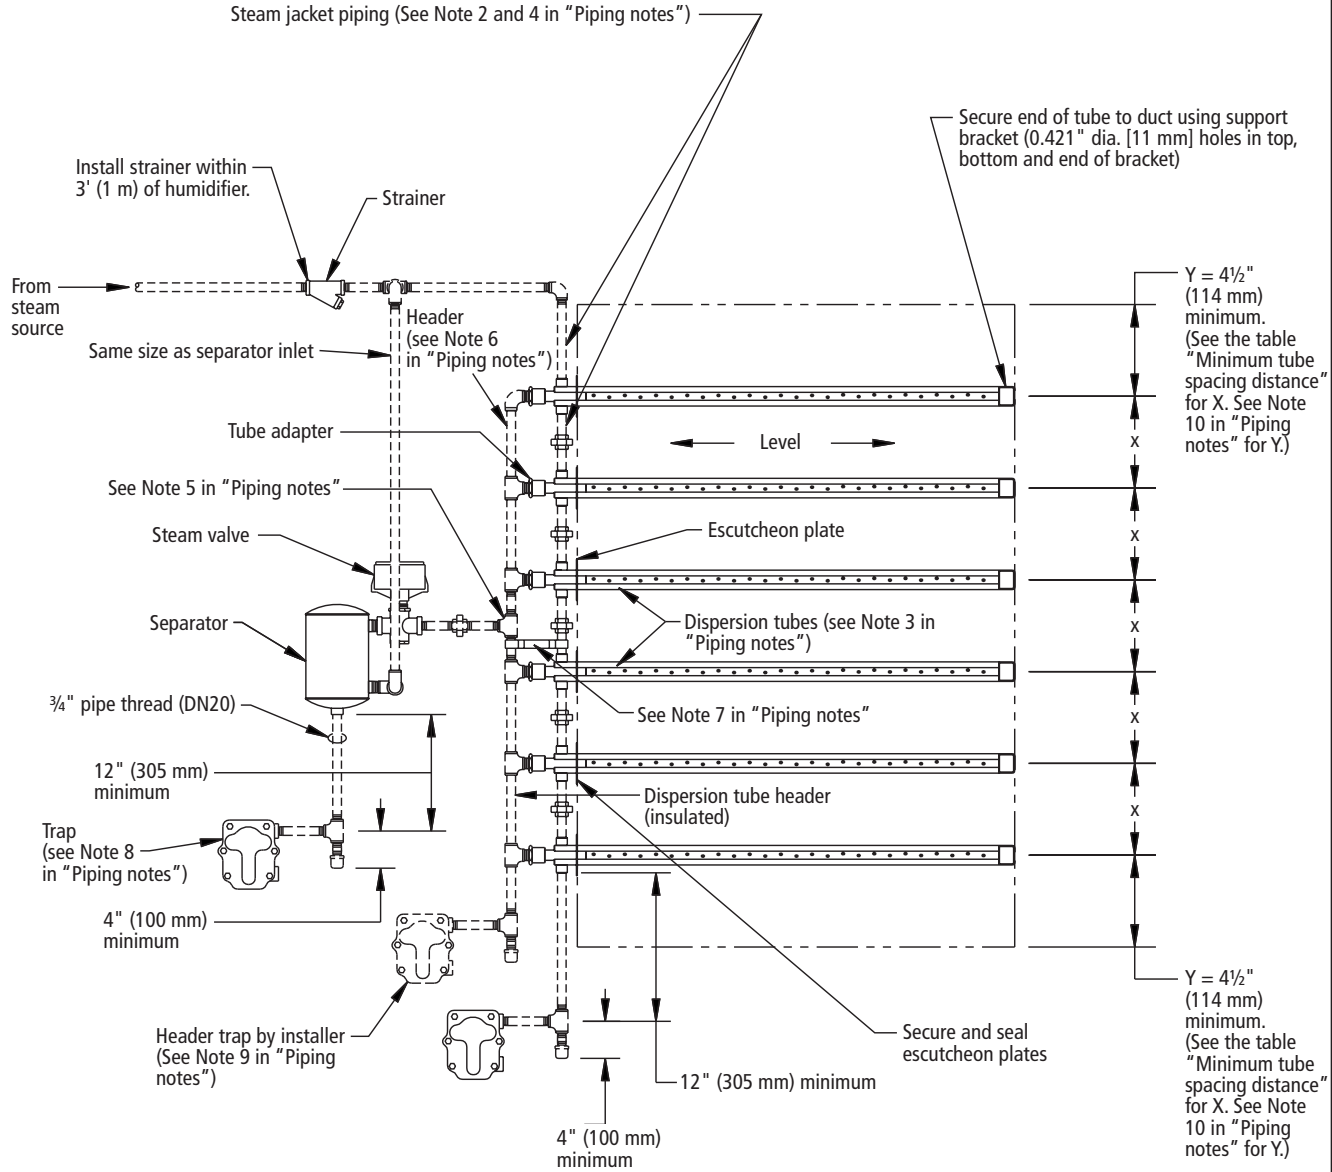 Steam jacket piping (See Note 2 and 4 in “Piping notes”)
Secure end of tube to duct using support
bracket (0.421" dia. [11 mm] holes in top,
bottom and end of bracket)
Install strainer within
3' (1 m) of humidifier.
Strainer
From
steam
source
Y = 4½"
(114 mm)
minimum.
(See the table
“Minimum tube
spacing distance”
for X. See Note
10 in “Piping
notes” for Y.)
Header
(see Note 6
in “Piping notes”)
Same size as separator inlet
Tube adapter
Level
x
See Note 5 in “Piping notes”
Steam valve
Escutcheon plate
x
Separator
Dispersion tubes (see Note 3 in
“Piping notes”)
x
¾" pipe thread (DN20)
See Note 7 in “Piping notes”
x
12" (305 mm)
minimum
Dispersion tube header
(insulated)
x
Trap
(see Note 8
in “Piping notes”)
4" (100 mm)
minimum
Header trap by installer
(See Note 9 in “Piping
notes”)
Secure and seal
escutcheon plates
Y = 4½"
(114 mm)
minimum.
(See the table
“Minimum tube
spacing distance”
for X. See Note
10 in “Piping
notes” for Y.)
12" (305 mm) minimum
4" (100 mm)
minimum